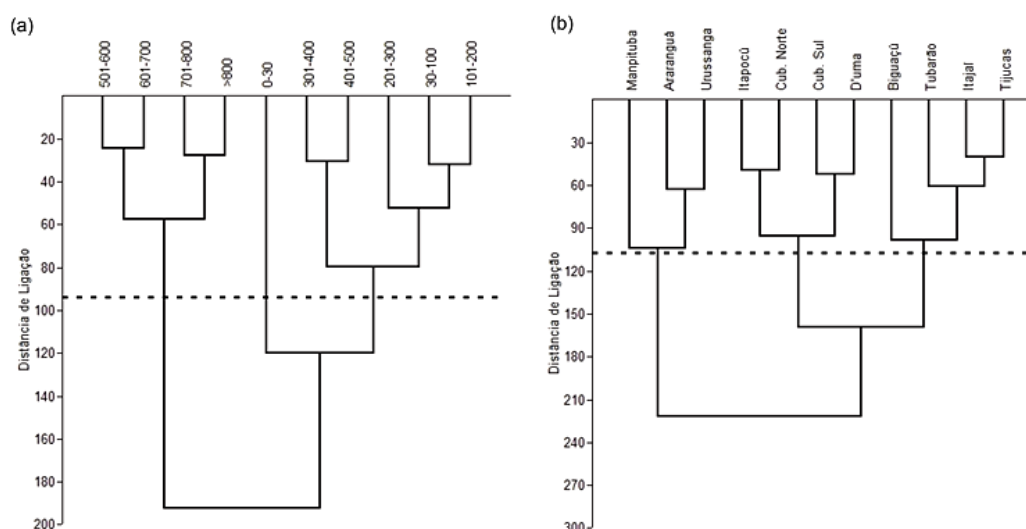 (a)
501-600
601-700
701-800
>800
0-30
301-400
401-500
201-300
30-100
101-200
20
40
60
80
100
120
140
160
180
200
Distância de Ligação
(b)
Manpituba
Araranguá
Urussanga
Itapocú
Cub. Norte
Cub. Sul
D'uma
Biguaçú
Tubarão
Itajaí
Tijucas
30
60
90
120
150
180
210
240
270
300
Distância de Ligação